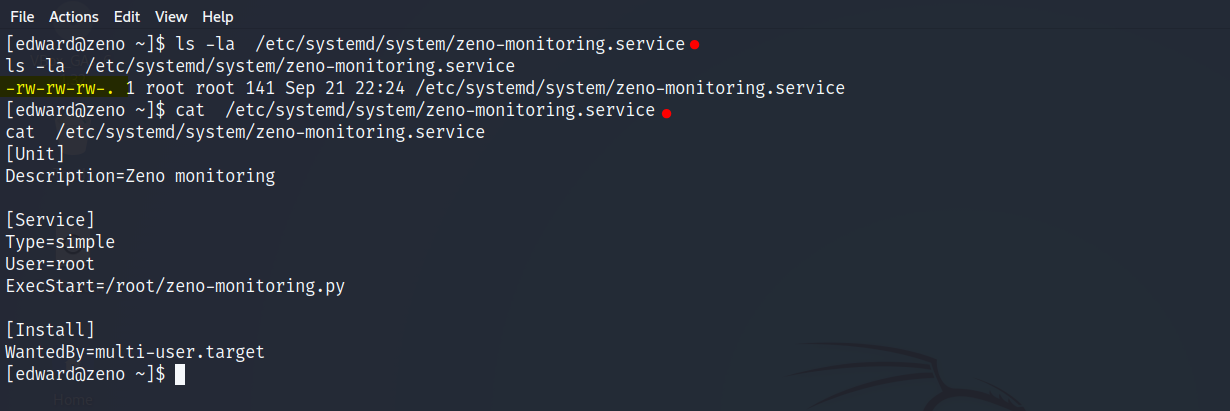 File Actions Edit View Help
[edward@zeno ~]$ ls -la  /etc/systemd/system/zeno-monitoring.service
ls -la  /etc/systemd/system/zeno-monitoring.service
-rw-rw-rw-. 1 root root 141 Sep 21 22:24 /etc/systemd/system/zeno-monitoring.service
[edward@zeno ~]$ cat  /etc/systemd/system/zeno-monitoring.service
cat  /etc/systemd/system/zeno-monitoring.service
[Unit]
Description=Zeno monitoring
[Service]
Type=simple
User=root
ExecStart=/root/zeno-monitoring.py
[Install]
WantedBy=multi-user.target
[edward@zeno ~]$
Home